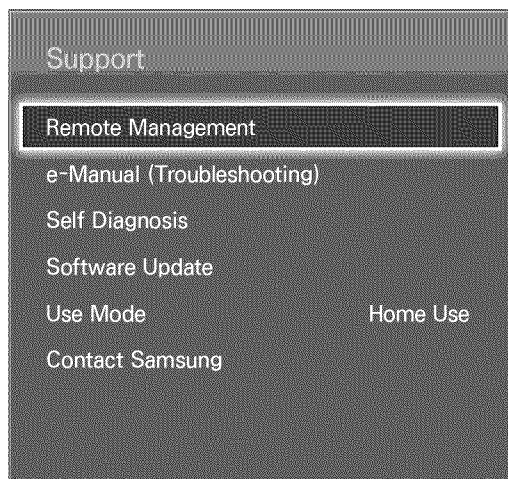 Support
Remote Management
e-Manual (Troubleshooting)
Self Diagnosis
Software Update
Use Mode Home Use
Contact Samsung